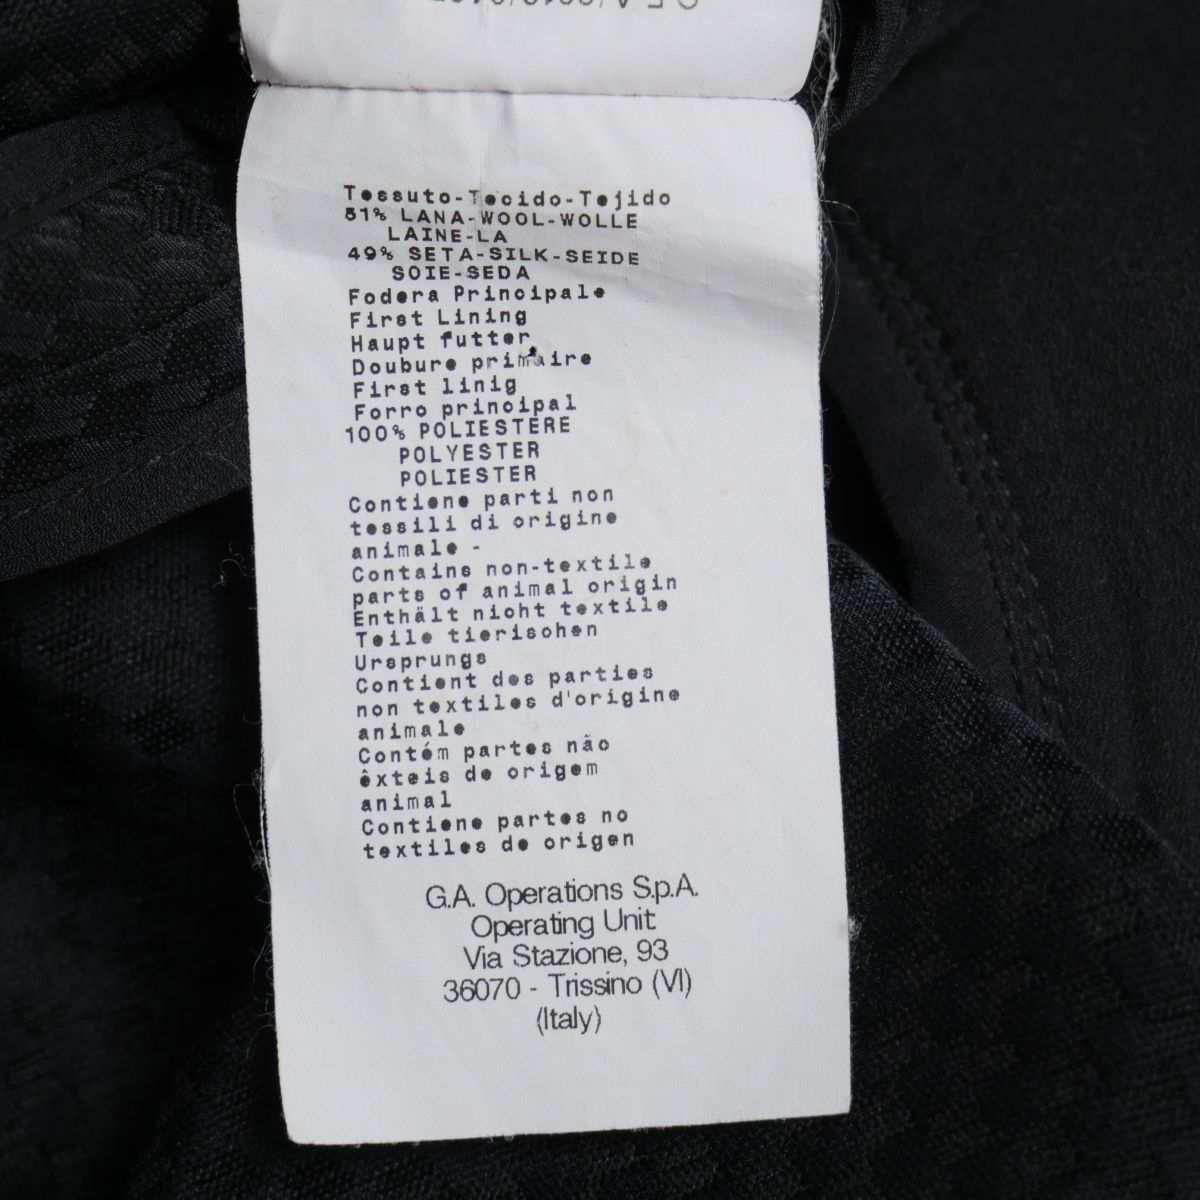 Tessuto-Tecido-Tejido
51% LANA-WOOL-WOLLE
LAINE-LA
49% SETA-SILK-SEIDE
SOIE-SEDA
Fodera Principale
First Lining
Haupt futter
Doubure primaire
First linig
Forro principal
100% POLIESTERE
POLYESTER
POLIESTER
Contiene parti non
tessili di origine
animale -
Contains non-textile
parts of animal origin
Enthält nicht textile
Teile tierischen
Ursprungs
Contient des parties
non textiles d'origine
animale
Contém partes não
êxteis de origem
animal
Contiene partes no
textiles de origen
G.A. Operations S.p.A.
Operating Unit
Via Stazione, 93
36070 - Trissino (VI)
(Italy)